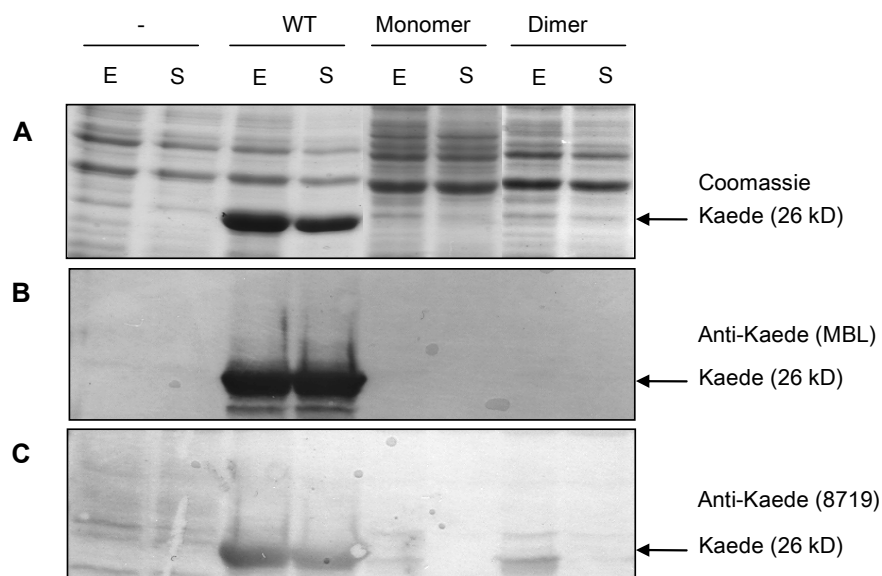 - WT Monomer Dimer
E S E S E S E S
A
Coomassie
Kaede (26 kD)
B
Anti-Kaede (MBL)
Kaede (26 kD)
C
Anti-Kaede (8719)
Kaede (26 kD)